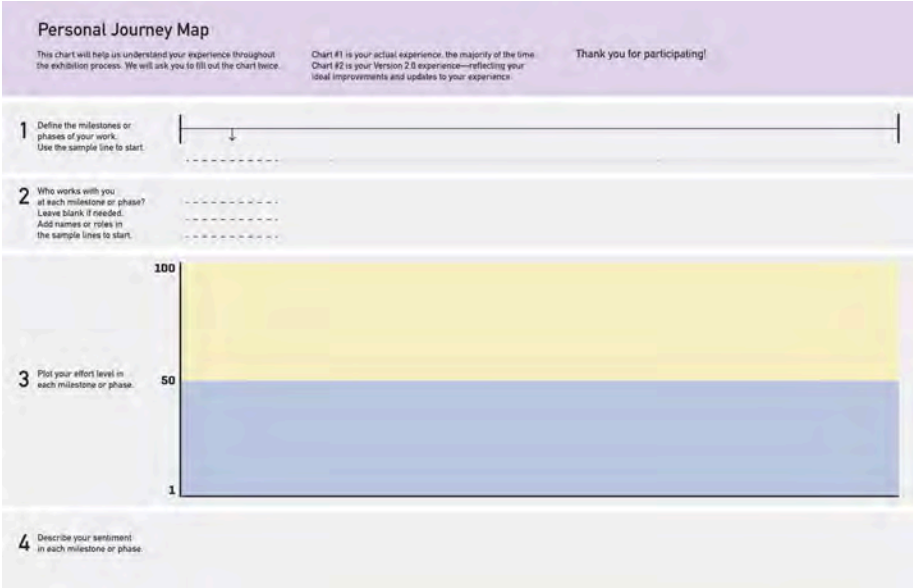 Personal Journey Map
This chart will help us understand your experience throughout
the exhibition process. We will ask you to fill out the chart twice.
Chart #1 is your actual experience, the majority of the time.
Chart #2 is your Version 2.0 experience—reflecting your
ideal improvements and updates to your experience.
Thank you for participating!
1
Define the milestones or
phases of your work.
Use the sample line to start.
2
Who works with you
at each milestone or phase?
Leave blank if needed.
Add names or roles in
the sample lines to start.
3
Plot your effort level in
each milestone or phase.
100
50
1
4
Describe your sentiment
in each milestone or phase.